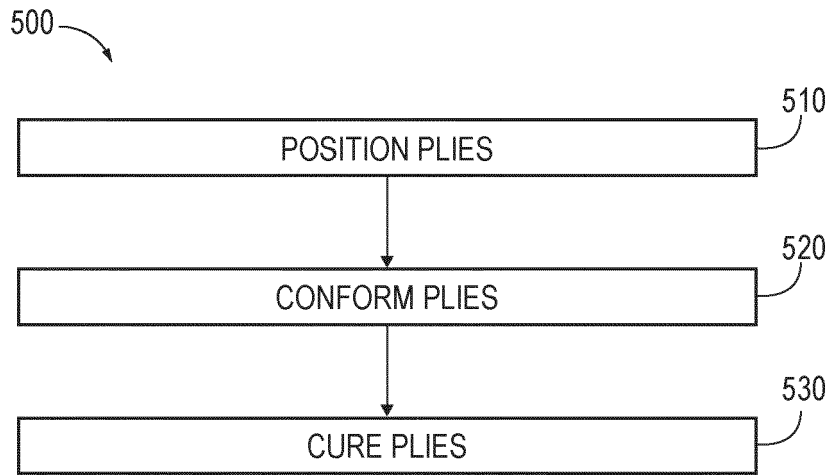 500
510
POSITION PLIES
520
CONFORM PLIES
530
CURE PLIES